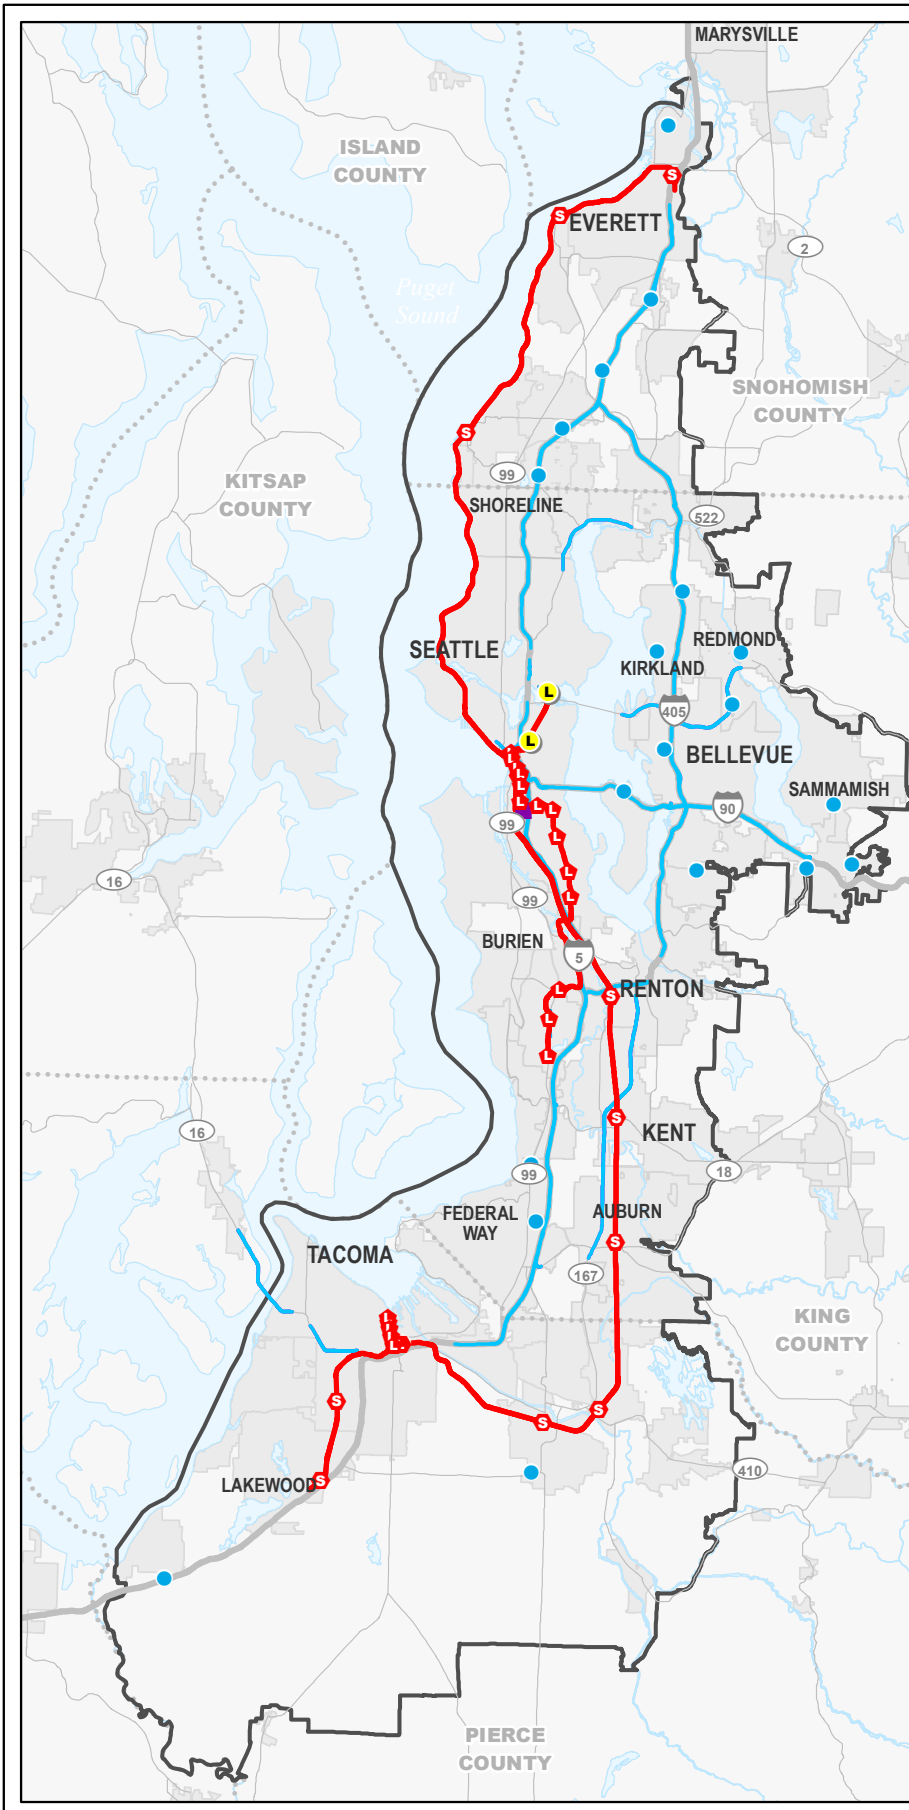 MARYSVILLE
ISLAND
COUNTY
S
S
EVERETT
2
Puget
Sound
SNOHOMISH
COUNTY
S
99
KITSAP
COUNTY
SHORELINE
522
SEATTLE
REDMOND
KIRKLAND
L
405
L
BELLEVUE
L
L
L
SAMMAMISH
L
L
L
90
99
L
16
L
L
99
BURIEN
5
L
RENTON
S
L
L
S
16
KENT
18
99
FEDERAL
WAY
AUBURN
S
TACOMA
167
KING
COUNTY
L
L
L
L
S
S
S
410
LAKEWOOD
S
PIERCE
COUNTY